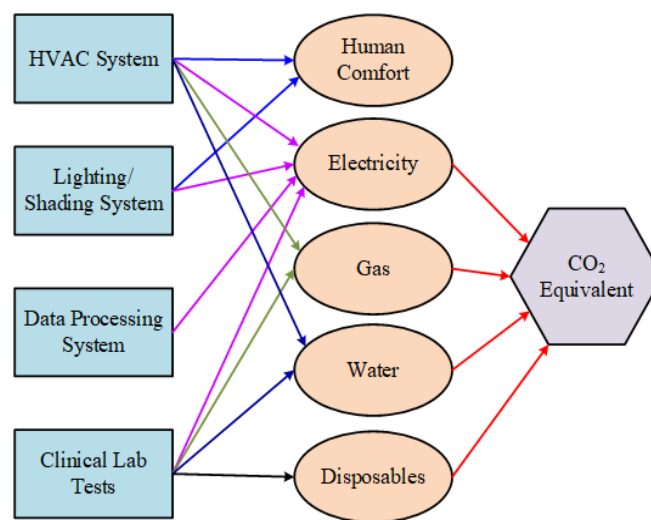 HVAC System
Lighting/
Shading System
Data Processing
System
Clinical Lab
Tests
Human
Comfort
Electricity
Gas
Water
Disposables
CO₂
Equivalent